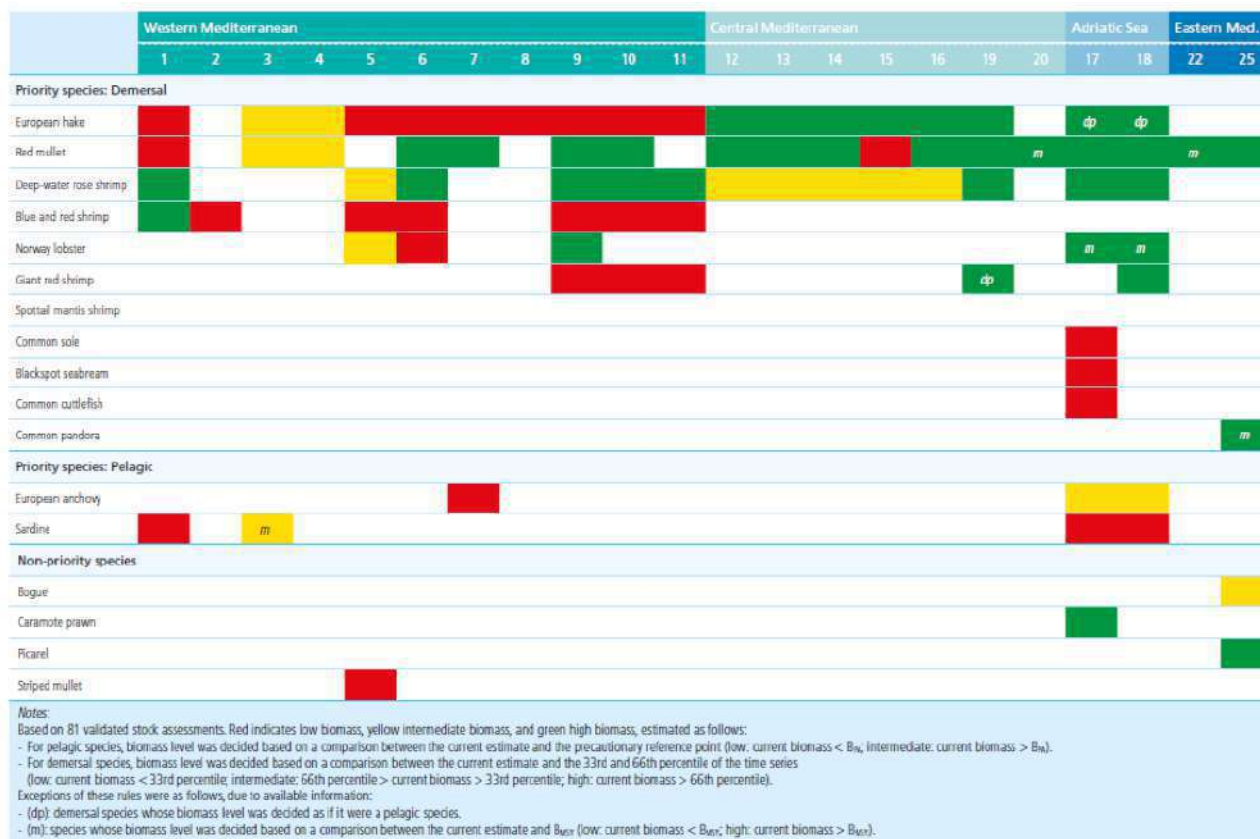 Western Mediterranean Central Mediterranean Adriatic Sea Eastern Med.
1 2 3 4 5 6 7 8 9 10 11 12 13 14 15 16 19 20 17 18 22 25
Priority species: Demersal
European hake dp dp
Red mullet m m
Deep-water rose shrimp
Blue and red shrimp
Norway lobster m m
Giant red shrimp dp
Spottail mantis shrimp
Common sole
Blackspot seabream
Common cuttlefish
Common pandora m
Priority species: Pelagic
European anchovy
Sardine m
Non-priority species
Bogue
Caramote prawn
Picarel
Striped mullet
Notes:
Based on 81 validated stock assessments. Red indicates low biomass, yellow intermediate biomass, and green high biomass, estimated as follows:
- For pelagic species, biomass level was decided based on a comparison between the current estimate and the precautionary reference point (low: current biomass < BPA, intermediate: current biomass > BPA).
- For demersal species, biomass level was decided based on a comparison between the current estimate and the 33rd and 66th percentile of the time series
(low: current biomass < 33rd percentile; intermediate: 66th percentile > current biomass > 33rd percentile; high: current biomass > 66th percentile).
Exceptions of these rules were as follows, due to available information:
- (dp): demersal species whose biomass level was decided as if it were a pelagic species.
- (m): species whose biomass level was decided based on a comparison between the current estimate and BMSY (low: current biomass < BMSY; high: current biomass > BMSY).